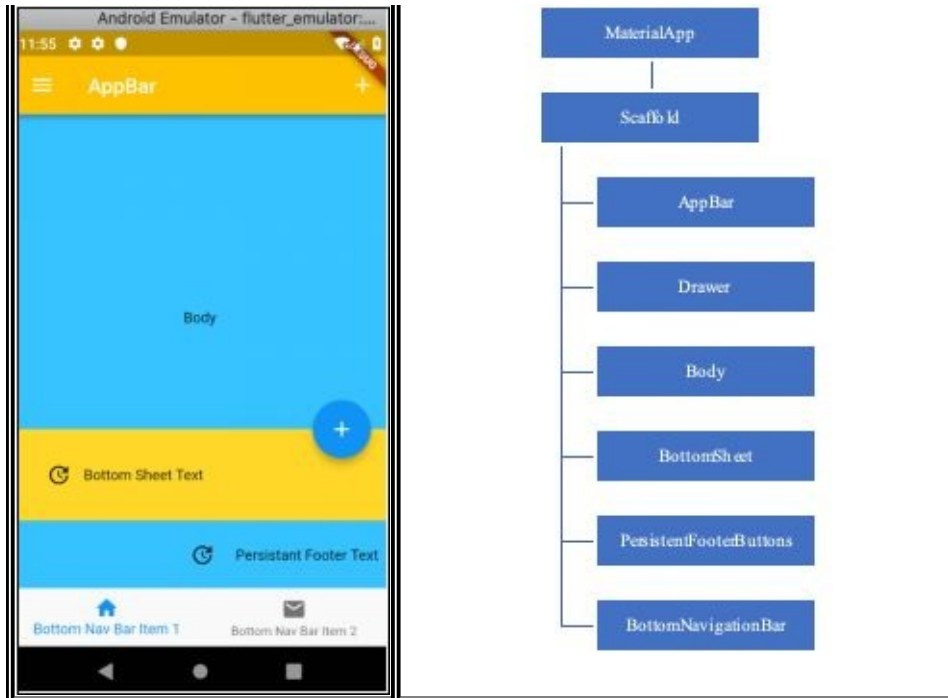 Android Emulator - flutter_emulator:...
11:55
AppBar
Body
Bottom Sheet Text
Persistant Footer Text
Bottom Nav Bar Item 1
Bottom Nav Bar Item 2
MaterialApp
Scaffold
AppBar
Drawer
Body
BottomSheet
PersistentFooterButtons
BottomNavigationBar